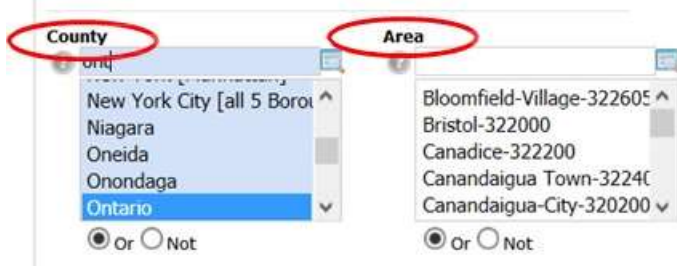 County
ont
New York City [all 5 Borou
Niagara
Oneida
Onondaga
Ontario
Or Not
Area
Bloomfield-Village-322605
Bristol-322000
Canadice-322200
Canandaigua Town-32240
Canandaigua-City-320200
Or Not